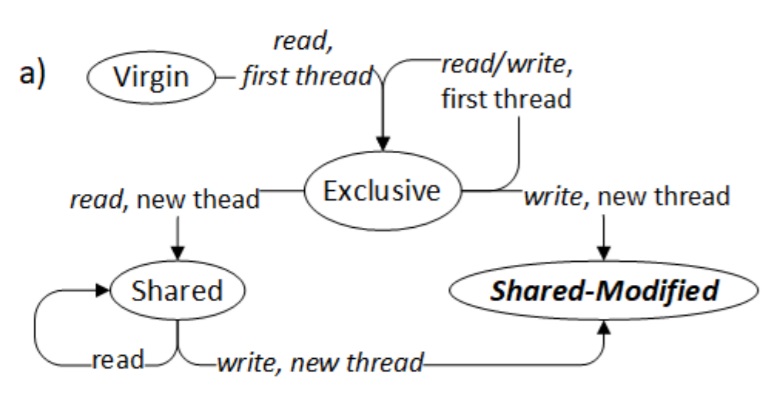 a)
Virgin
read,
first thread
read/write,
first thread
Exclusive
read, new thead
write, new thread
Shared
Shared-Modified
read
write, new thread